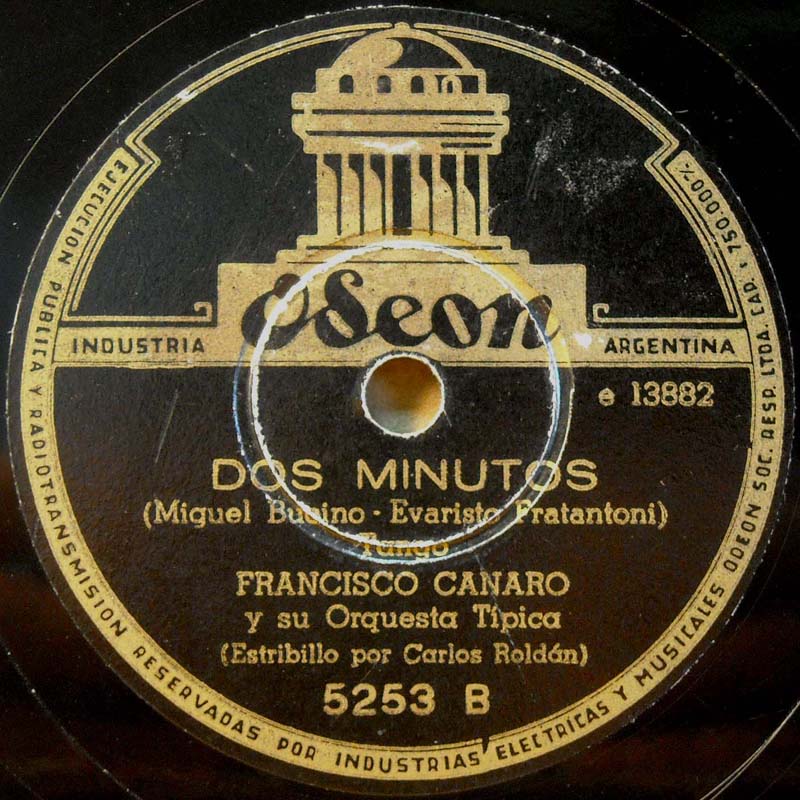 Odeon
INDUSTRIA ARGENTINA
e 13882
DOS MINUTOS
(Miguel Bucino · Evaristo Fratantoni)
Tango
FRANCISCO CANARO
y su Orquesta Típica
(Estribillo por Carlos Roldán)
5253 B
EJECUCION PUBLICA Y RADIOTRANSMISION RESERVADAS POR INDUSTRIAS ELECTRICAS Y MUSICALES ODEON SOC. RESP. LTDA. CAP.: 750.000%